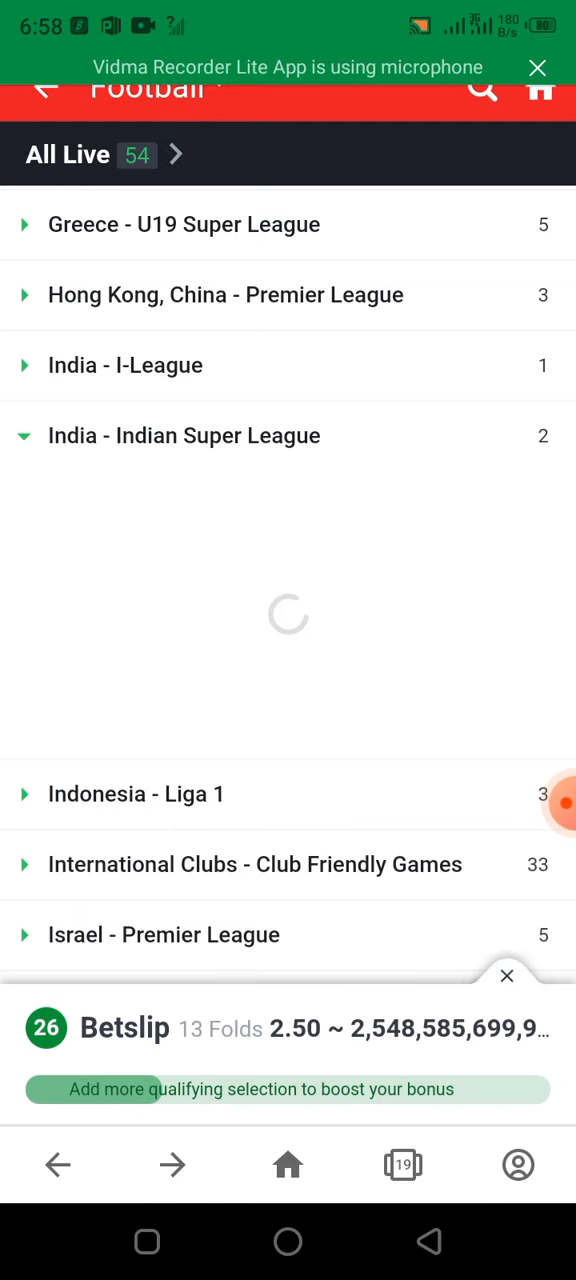 6:58 180 B/s 80
Vidma Recorder Lite App is using microphone
Football
All Live 54
Greece - U19 Super League 5
Hong Kong, China - Premier League 3
India - I-League 1
India - Indian Super League 2
Indonesia - Liga 1 3
International Clubs - Club Friendly Games 33
Israel - Premier League 5
26 Betslip 13 Folds 2.50 ~ 2,548,585,699,9...
Add more qualifying selection to boost your bonus
19